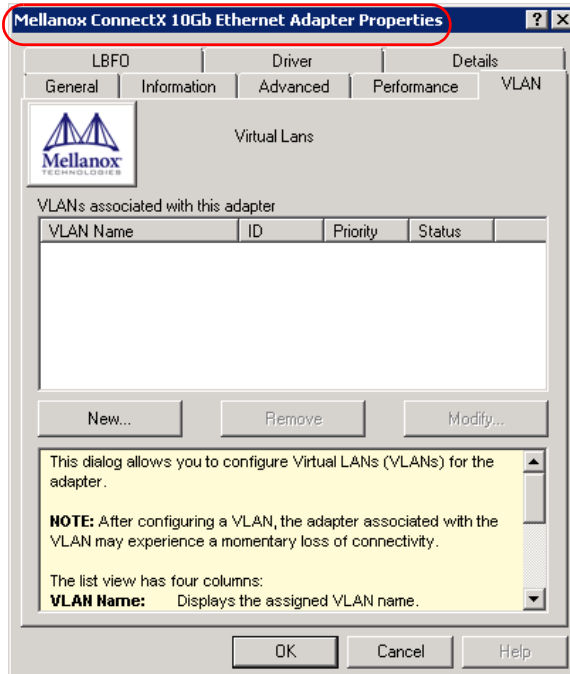 Mellanox ConnectX 10Gb Ethernet Adapter Properties
LBFO Driver Details
General Information Advanced Performance VLAN
Mellanox
TECHNOLOGIES
Virtual Lans
VLANs associated with this adapter
VLAN Name ID Priority Status
New... Remove Modify...
This dialog allows you to configure Virtual LANs (VLANs) for the
adapter.
NOTE: After configuring a VLAN, the adapter associated with the
VLAN may experience a momentary loss of connectivity.
The list view has four columns:
VLAN Name: Displays the assigned VLAN name.
OK Cancel Help